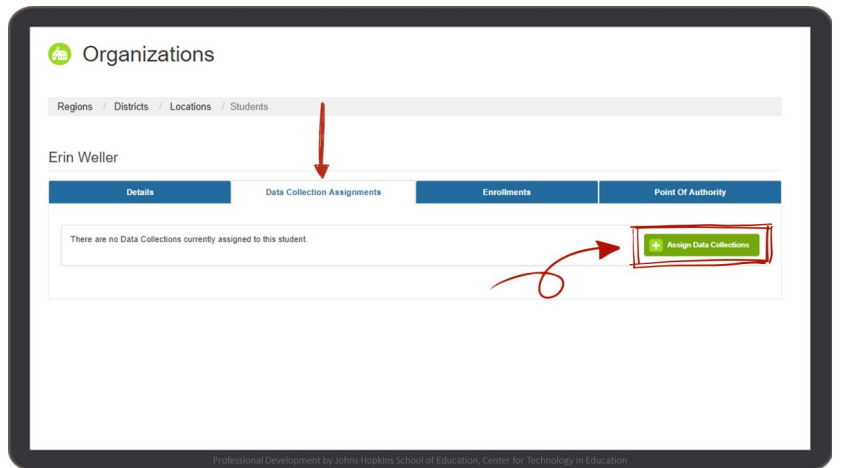 Organizations
Regions / Districts / Locations / Students
Erin Weller
Details Data Collection Assignments Enrollments Point Of Authority
There are no Data Collections currently assigned to this student.
Assign Data Collections
Professional Development by Johns Hopkins School of Education, Center for Technology in Education